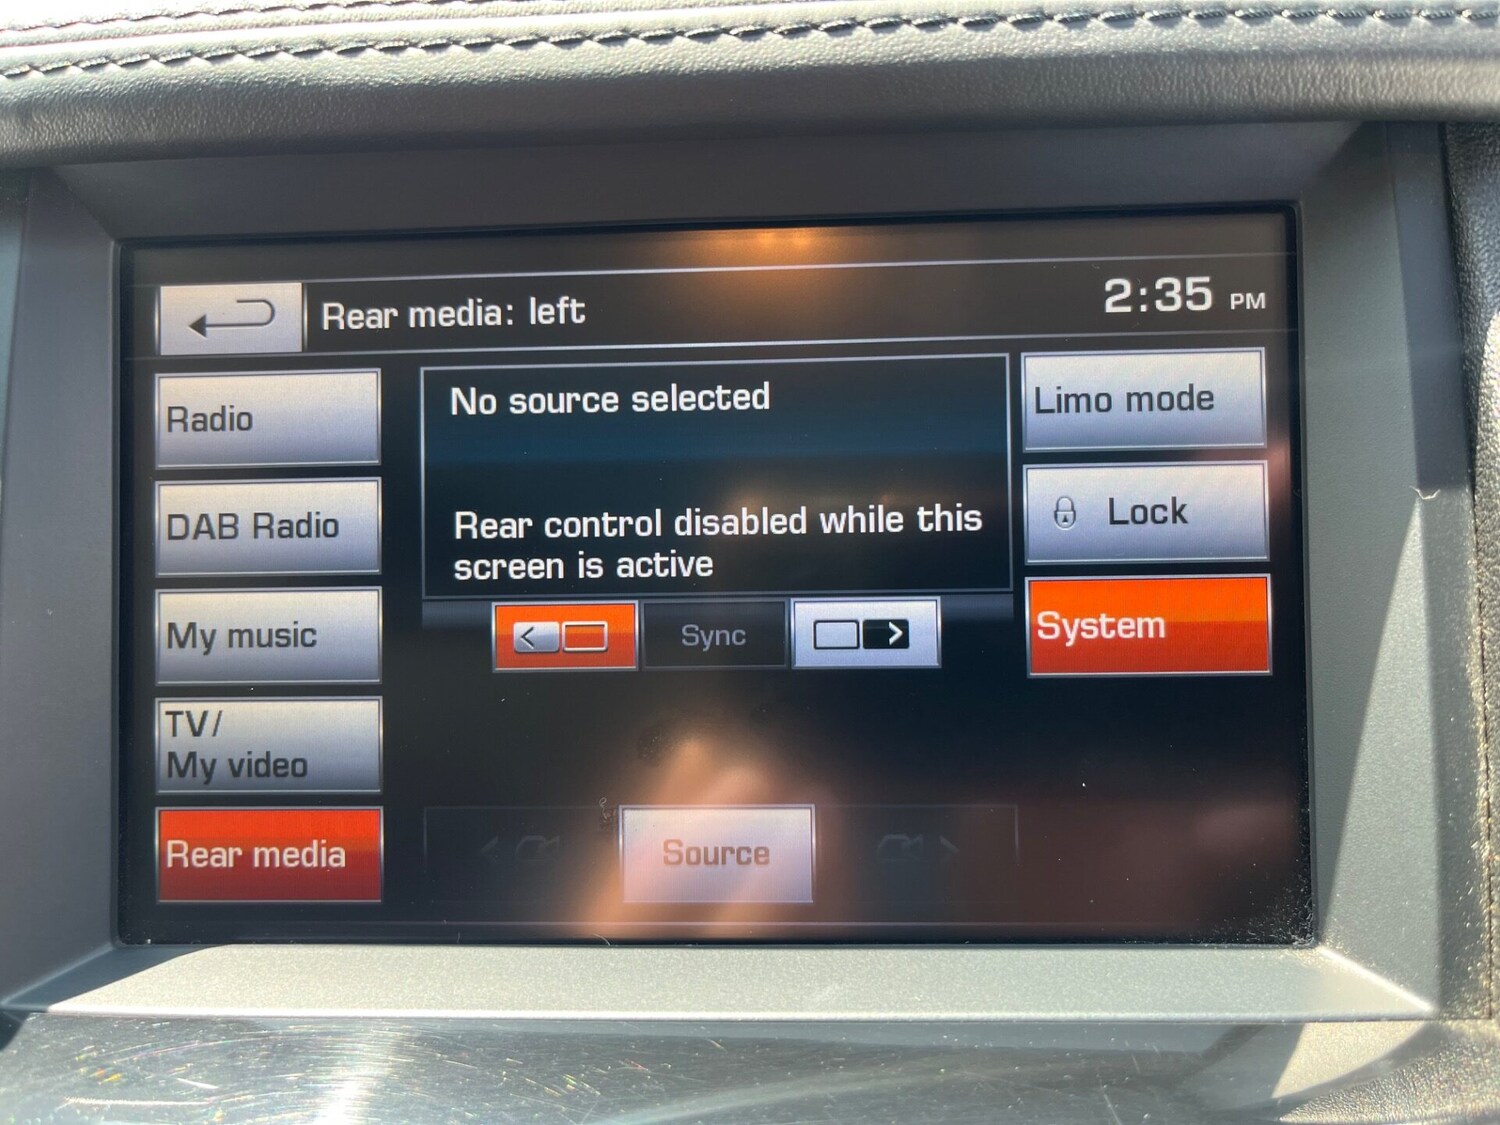 Rear media: left
2:35 PM
Radio
DAB Radio
My music
TV/
My video
Rear media
No source selected
Rear control disabled while this
screen is active
Sync
Source
Limo mode
Lock
System